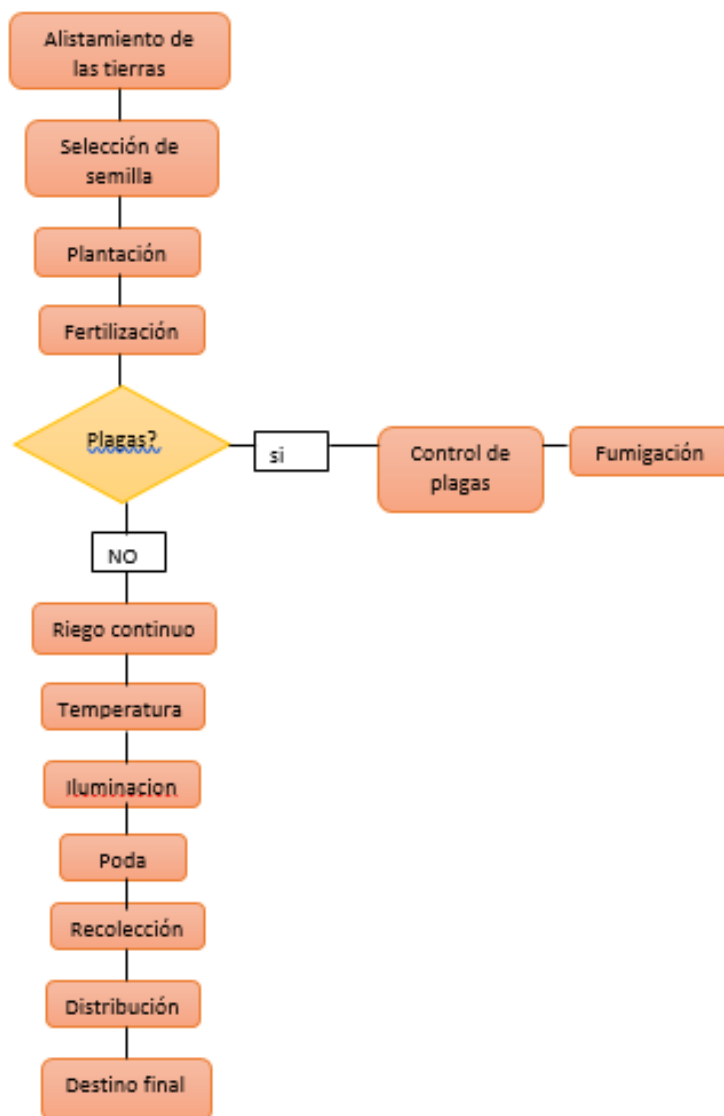 Alistamiento de
las tierras
Selección de
semilla
Plantación
Fertilización
Plagas?
si
Control de
plagas
Fumigación
NO
Riego continuo
Temperatura
Iluminacion
Poda
Recolección
Distribución
Destino final